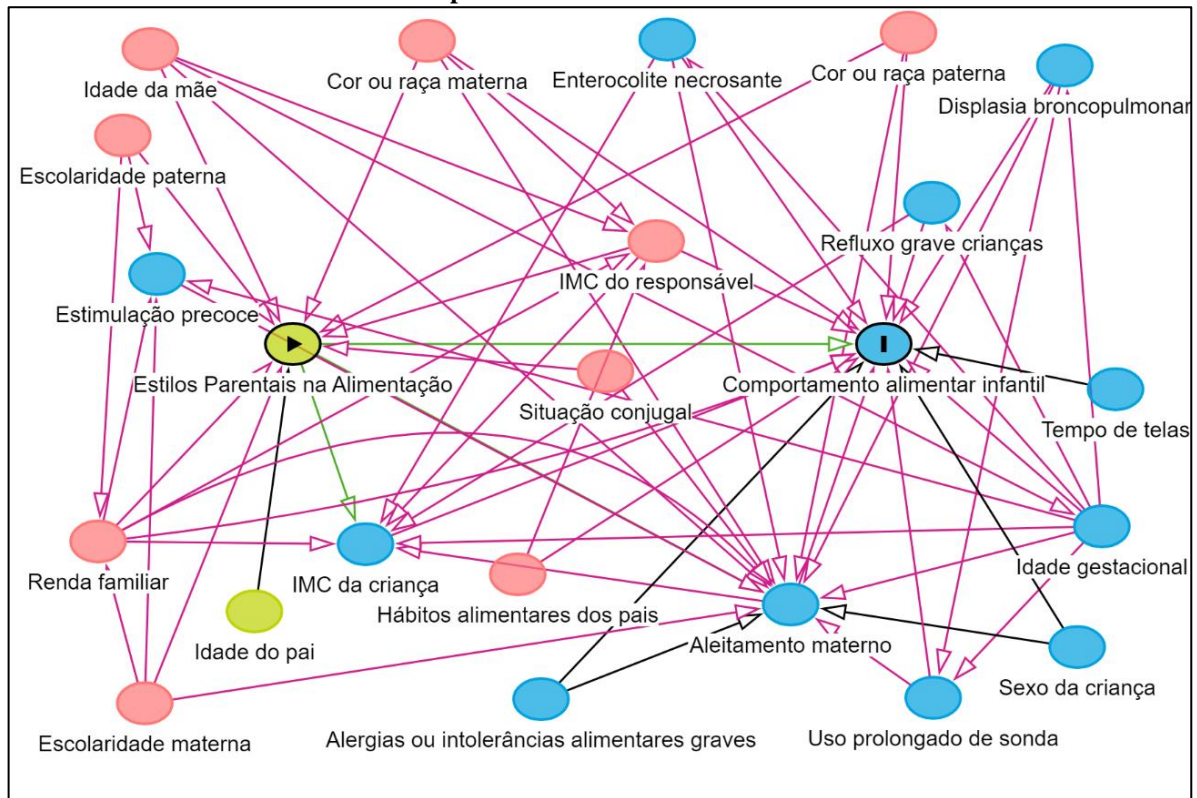 Idade da mãe
Cor ou raça materna
Enterocolite necrosante
Cor ou raça paterna
Displasia broncopulmonar
Escolaridade paterna
Refluxo grave crianças
IMC do responsável
Estimulação precoce
Estilos Parentais na Alimentação
Comportamento alimentar infantil
Situação conjugal
Tempo de telas
Renda familiar
IMC da criança
Idade gestacional
Hábitos alimentares dos pais
Idade do pai
Aleitamento materno
Sexo da criança
Escolaridade materna
Alergias ou intolerâncias alimentares graves
Uso prolongado de sonda